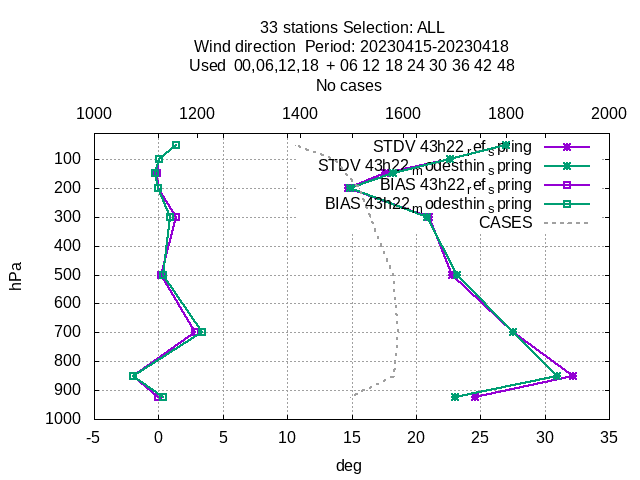 33 stations Selection: ALL
Wind direction  Period: 20230415-20230418
Used  00,06,12,18  + 06 12 18 24 30 36 42 48
No cases
1000 1200 1400 1600 1800 2000
STDV 43h22_ref_spring
STDV 43h22_modesthin_spring
BIAS 43h22_ref_spring
BIAS 43h22_modesthin_spring
CASES
100
200
300
400
500
600
700
800
900
1000
hPa
-5 0 5 10 15 20 25 30 35
deg